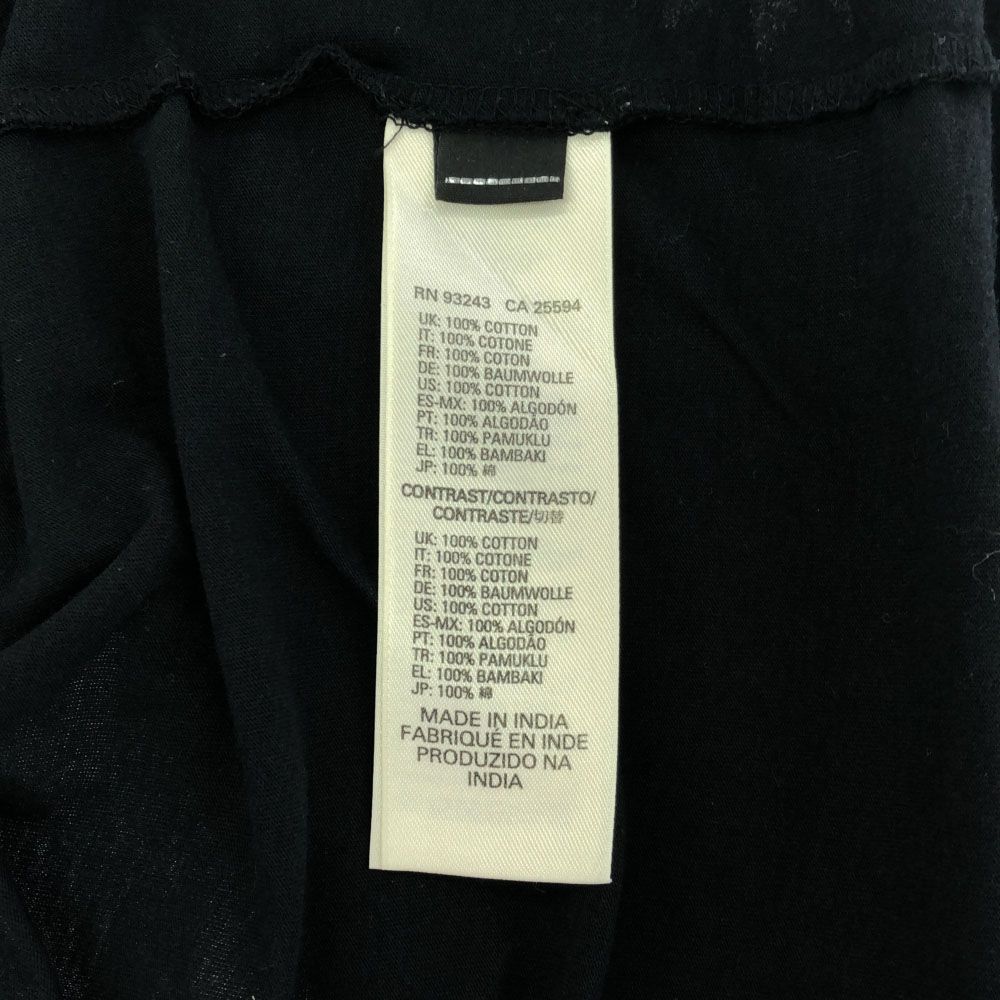 RN 93243 CA 25594
UK: 100% COTTON
IT: 100% COTONE
FR: 100% COTON
DE: 100% BAUMWOLLE
US: 100% COTTON
ES-MX: 100% ALGODÓN
PT: 100% ALGODÃO
TR: 100% PAMUKLU
EL: 100% BAMBAKI
JP: 100% 綿
CONTRAST/CONTRASTO/
CONTRASTE/切替
UK: 100% COTTON
IT: 100% COTONE
FR: 100% COTON
DE: 100% BAUMWOLLE
US: 100% COTTON
ES-MX: 100% ALGODÓN
PT: 100% ALGODÃO
TR: 100% PAMUKLU
EL: 100% BAMBAKI
JP: 100% 綿
MADE IN INDIA
FABRIQUÉ EN INDE
PRODUZIDO NA
INDIA